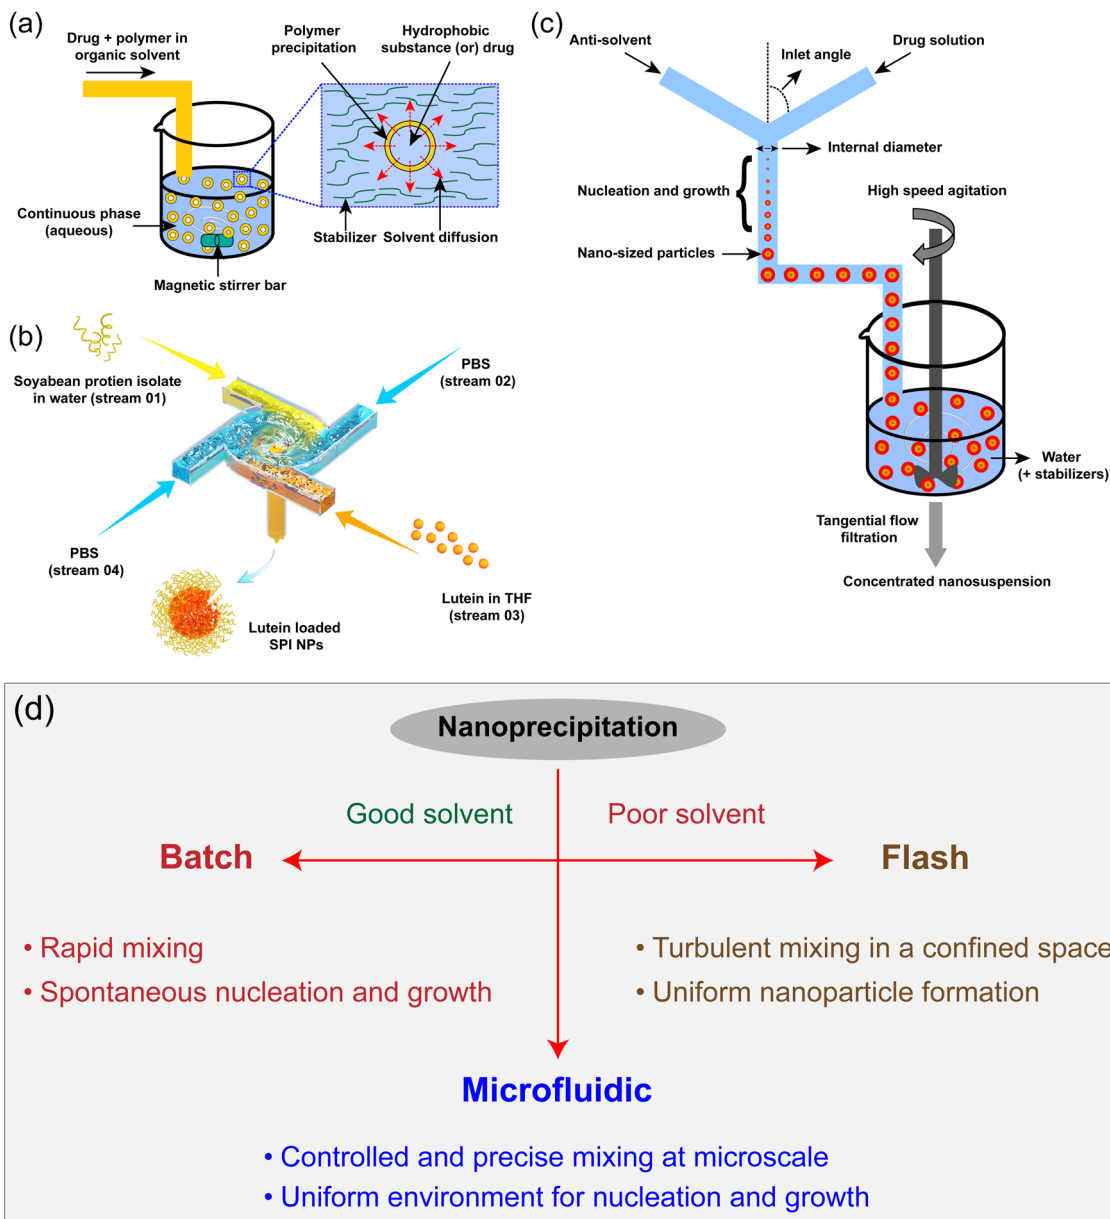 (a)
Drug + polymer in
organic solvent
Polymer
precipitation
Hydrophobic
substance (or) drug
Continuous phase
(aqueous)
Stabilizer
Solvent diffusion
Magnetic stirrer bar
(b)
Soyabean protien isolate
in water (stream 01)
PBS
(stream 02)
PBS
(stream 04)
Lutein in THF
(stream 03)
Lutein loaded
SPI NPs
(c)
Anti-solvent
Drug solution
Inlet angle
Internal diameter
Nucleation and growth
High speed agitation
Nano-sized particles
Water
(+ stabilizers)
Tangential flow
filtration
Concentrated nanosuspension
(d)
Nanoprecipitation
Good solvent
Poor solvent
Batch
Flash
• Rapid mixing
• Spontaneous nucleation and growth
• Turbulent mixing in a confined space
• Uniform nanoparticle formation
Microfluidic
• Controlled and precise mixing at microscale
• Uniform environment for nucleation and growth